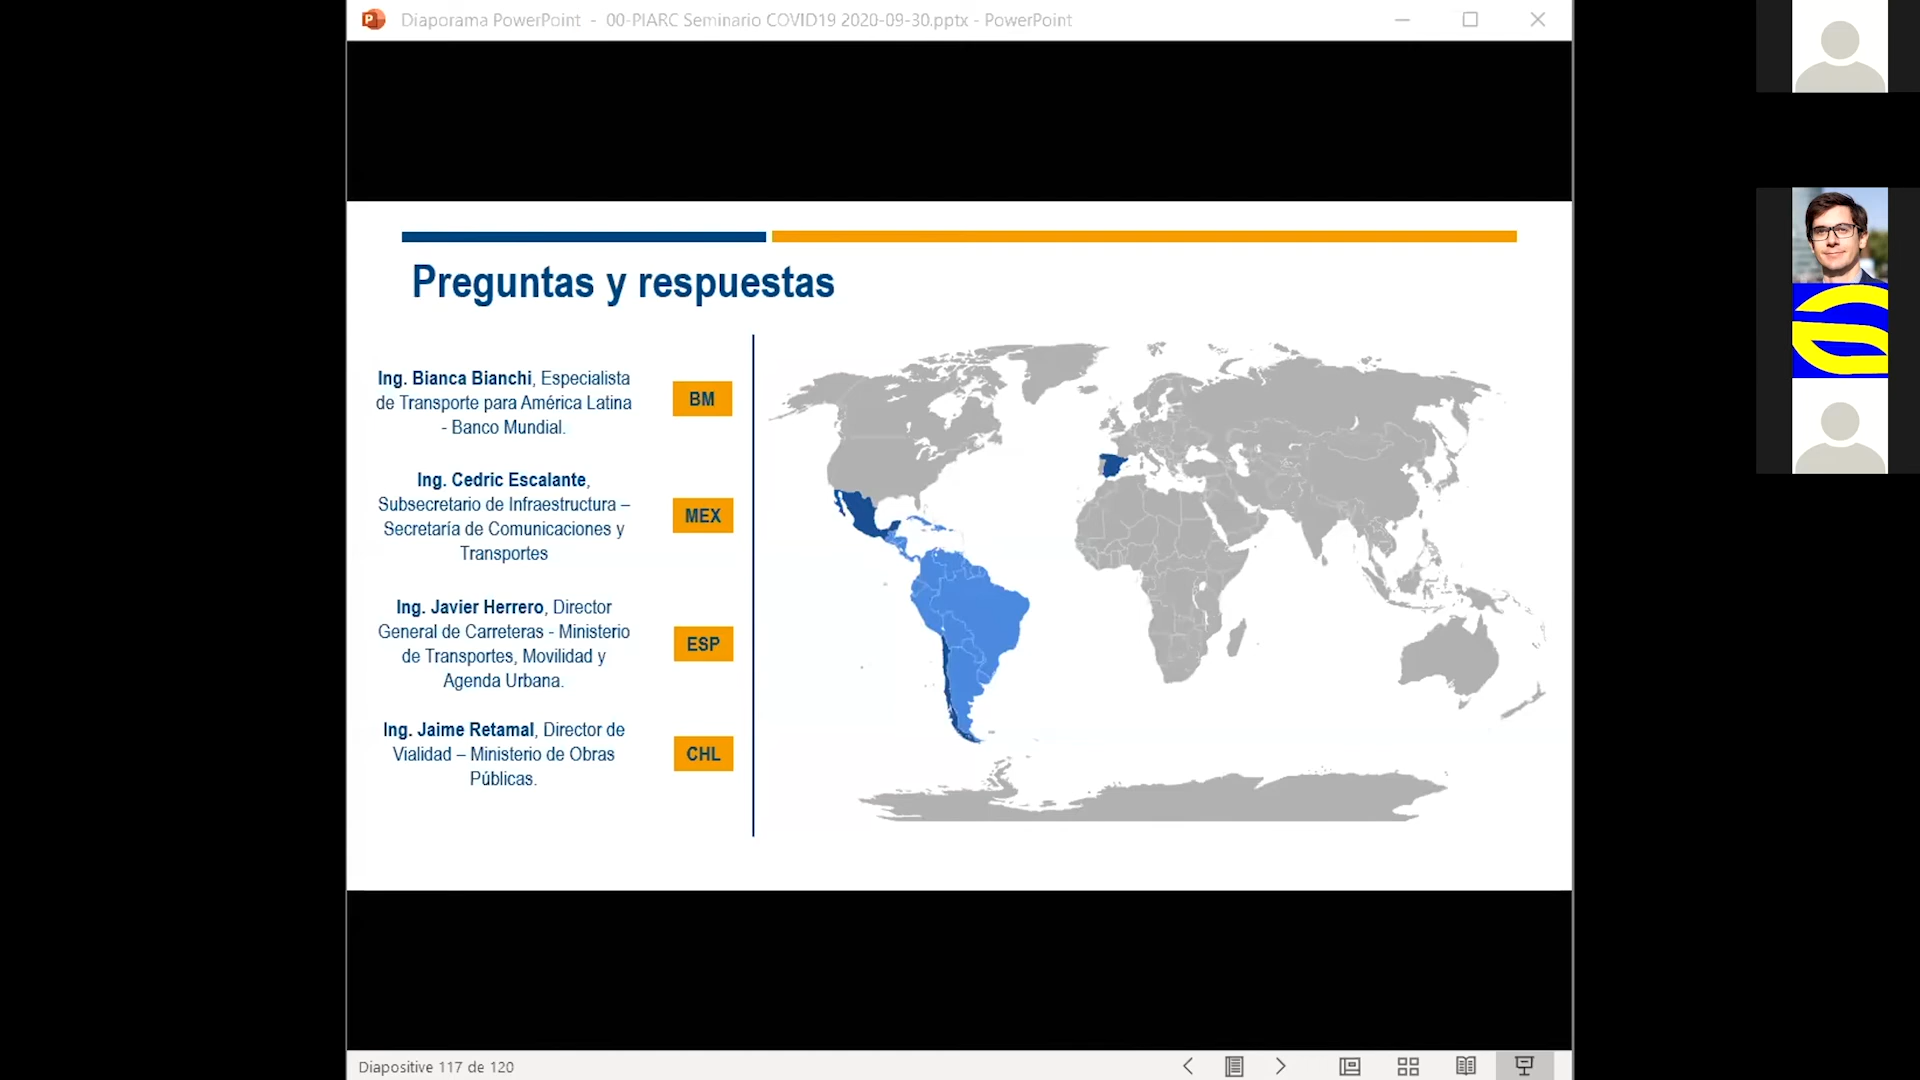 Diaporama PowerPoint - 00-PIARC Seminario COVID19 2020-09-30.pptx - PowerPoint
Preguntas y respuestas
Ing. Bianca Bianchi, Especialista
de Transporte para América Latina
- Banco Mundial.
BM
Ing. Cedric Escalante,
Subsecretario de Infraestructura –
Secretaría de Comunicaciones y
Transportes
MEX
Ing. Javier Herrero, Director
General de Carreteras - Ministerio
de Transportes, Movilidad y
Agenda Urbana.
ESP
Ing. Jaime Retamal, Director de
Vialidad – Ministerio de Obras
Públicas.
CHL
Diapositive 117 de 120